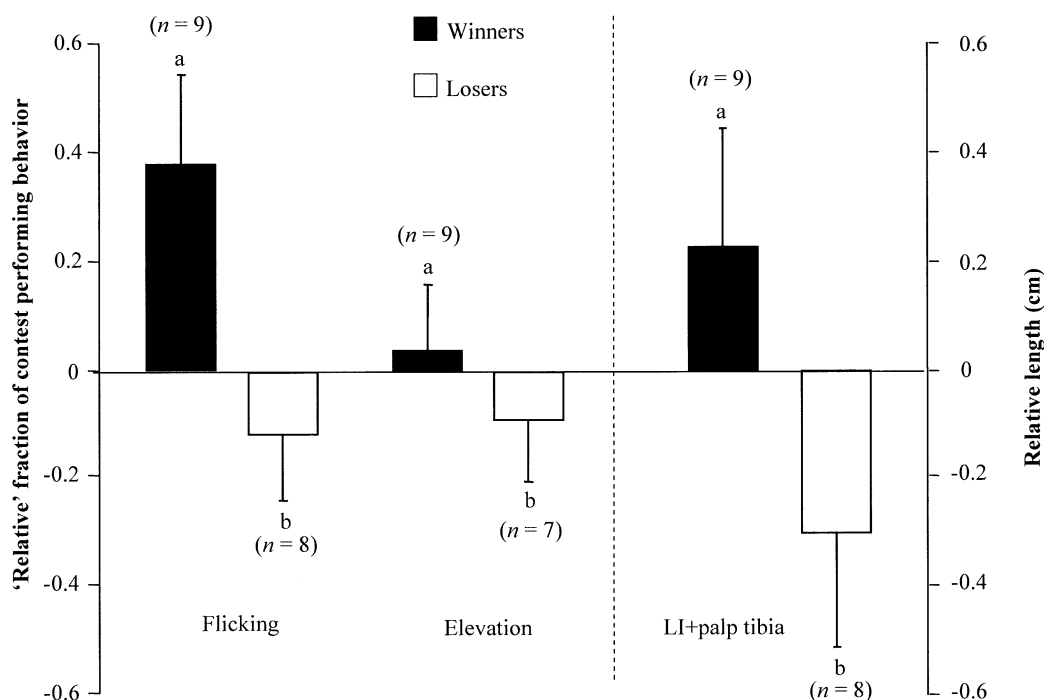 (n = 9)
a
Winners
Losers
(n = 9)
a
(n = 9)
a
b
(n = 8)
b
(n = 7)
b
(n = 8)
Flicking
Elevation
LI+palp tibia
'Relative' fraction of contest performing behavior
0.6
0.4
0.2
0
-0.2
-0.4
-0.6
Relative length (cm)
0.6
0.4
0.2
0
-0.2
-0.4
-0.6